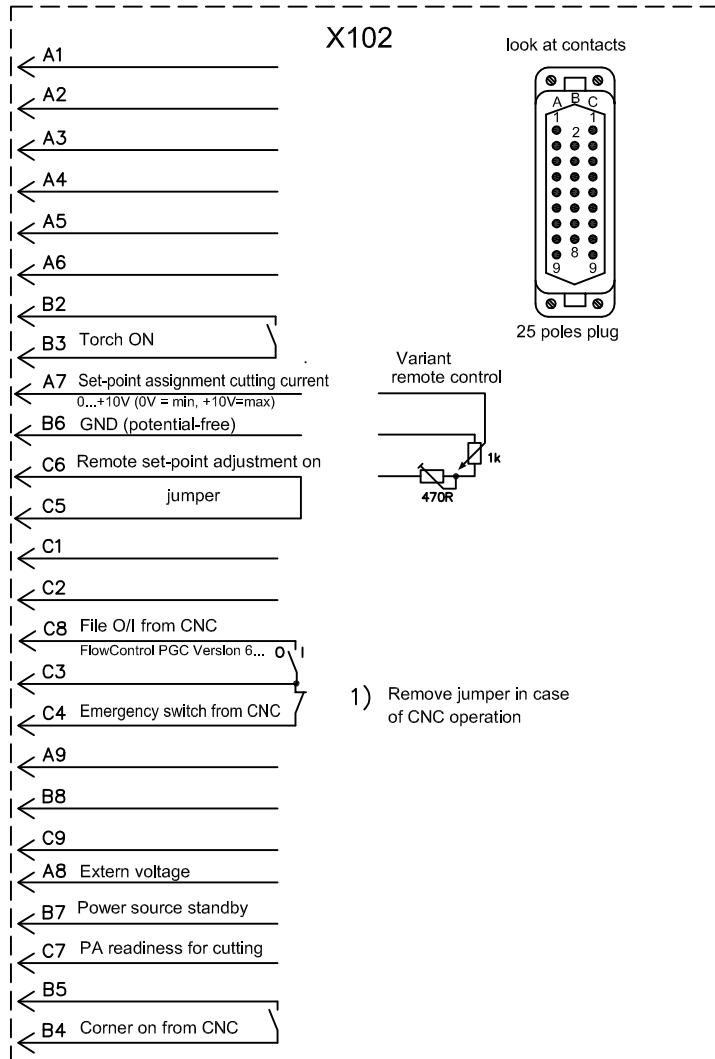 X102
look at contacts
A B C
1 1
2
8
9 9
25 poles plug
A1
A2
A3
A4
A5
A6
B2
B3 Torch ON
A7 Set-point assignment cutting current
0...+10V (0V = min, +10V=max)
B6 GND (potential-free)
C6 Remote set-point adjustment on
jumper
C5
Variant
remote control
1k
470R
C1
C2
C8 File O/I from CNC
FlowControl PGC Version 6... 0 I
C3
C4 Emergency switch from CNC
1) Remove jumper in case
of CNC operation
A9
B8
C9
A8 Extern voltage
B7 Power source standby
C7 PA readiness for cutting
B5
B4 Corner on from CNC